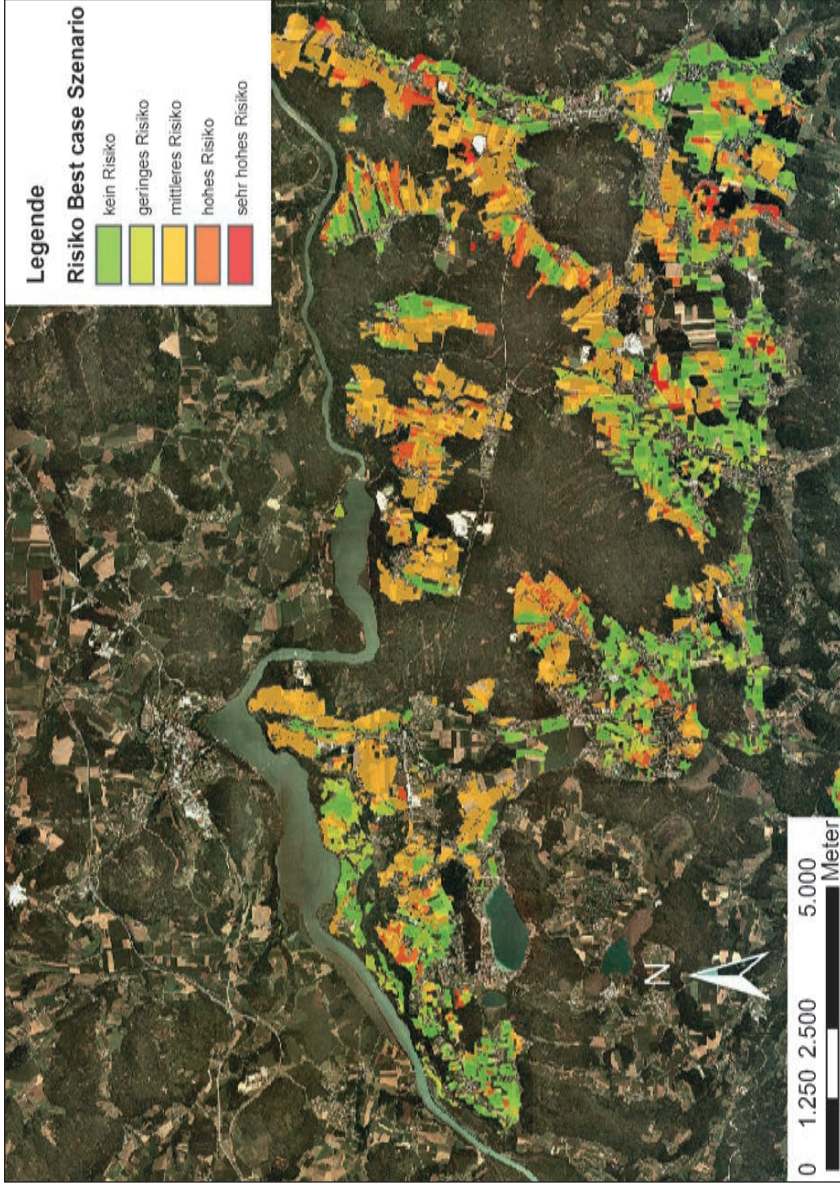 Legende
Risiko Best case Szenario
kein Risiko
geringes Risiko
mittleres Risiko
hohes Risiko
sehr hohes Risiko
N
0 1.250 2.500 5.000
Meter